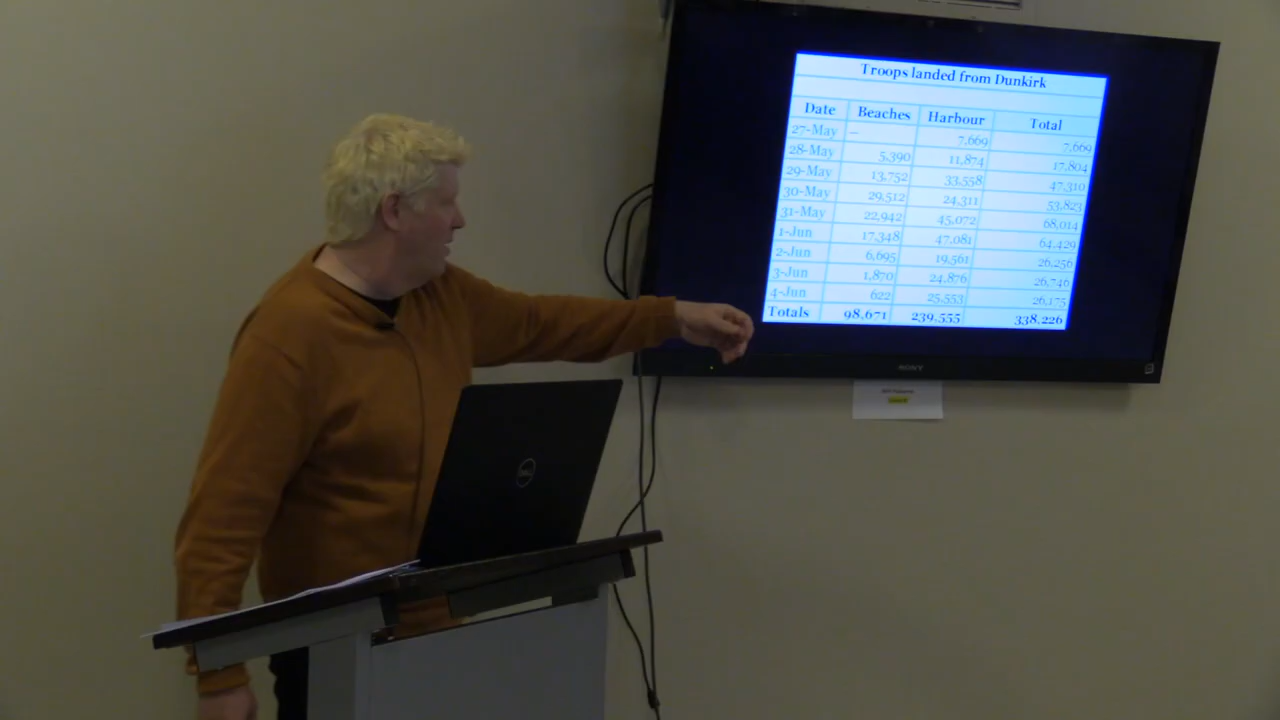 Troops landed from Dunkirk
Date Beaches Harbour Total
27-May – 7,669 7,669
28-May 5,390 11,874 17,804
29-May 13,752 33,558 47,310
30-May 29,512 24,311 53,823
31-May 22,942 45,072 68,014
1-Jun 17,348 47,081 64,429
2-Jun 6,695 19,561 26,256
3-Jun 1,870 24,876 26,746
4-Jun 622 25,553 26,175
Totals 98,671 239,555 338,226
SONY
DELL